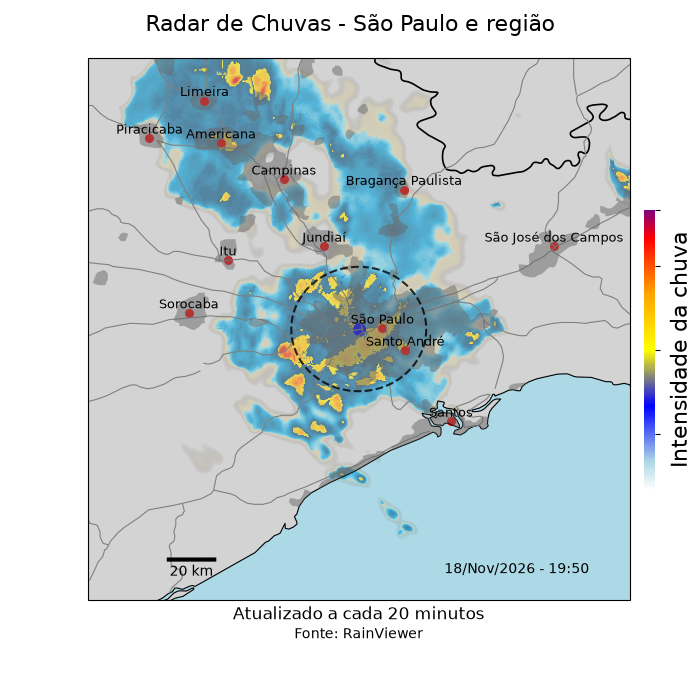 Radar de Chuvas - São Paulo e região
Limeira
Piracicaba
Americana
Campinas
Bragança Paulista
Jundiaí
São José dos Campos
Itu
Sorocaba
São Paulo
Santo André
Santos
20 km
18/Nov/2026 - 19:50
Intensidade da chuva
Atualizado a cada 20 minutos
Fonte: RainViewer